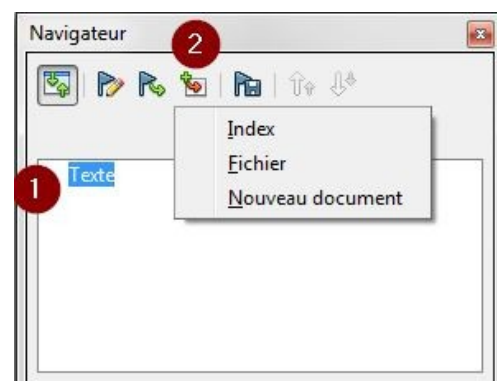 Navigateur
2
Index
Fichier
Nouveau document
1
Texte